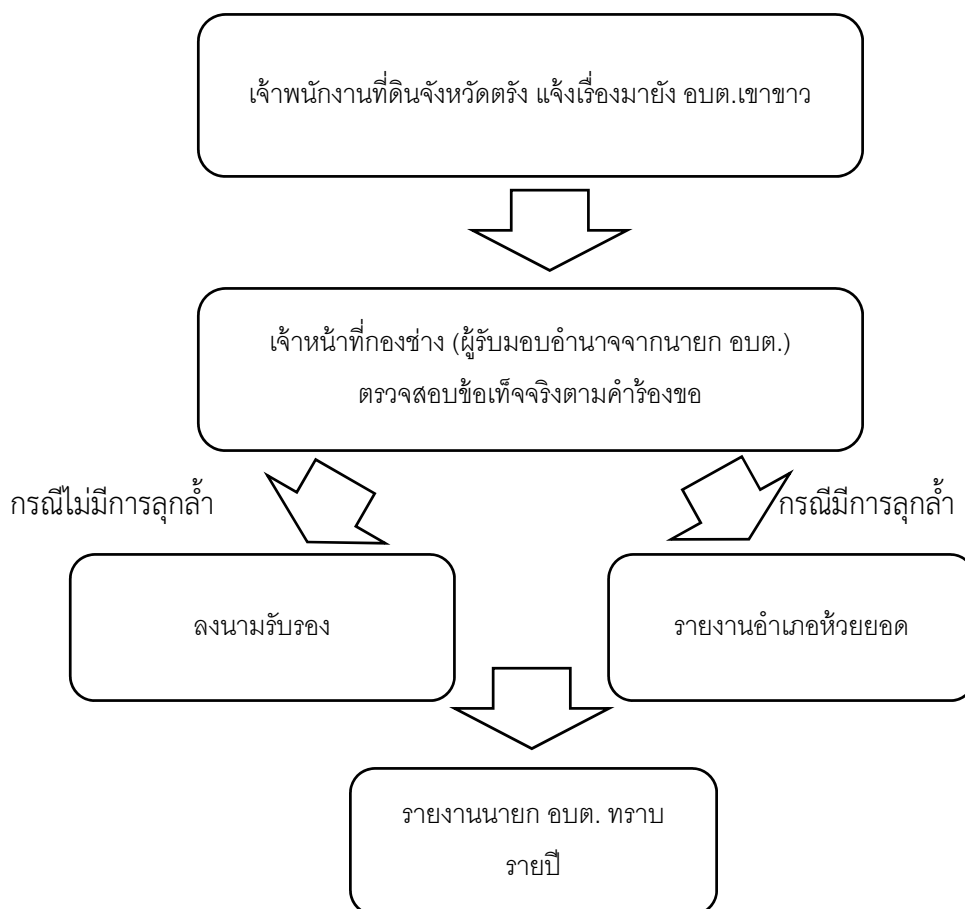 เจ้าพนักงานที่ดินจังหวัดตรัง แจ้งเรื่องมายัง อบต.เขาขาว
เจ้าหน้าที่กองช่าง (ผู้รับมอบอำนาจจากนายก อบต.)
ตรวจสอบข้อเท็จจริงตามคำร้องขอ
กรณีไม่มีการลุกล้ำ
กรณีมีการลุกล้ำ
ลงนามรับรอง
รายงานอำเภอห้วยยอด
รายงานนายก อบต. ทราบ
รายปี